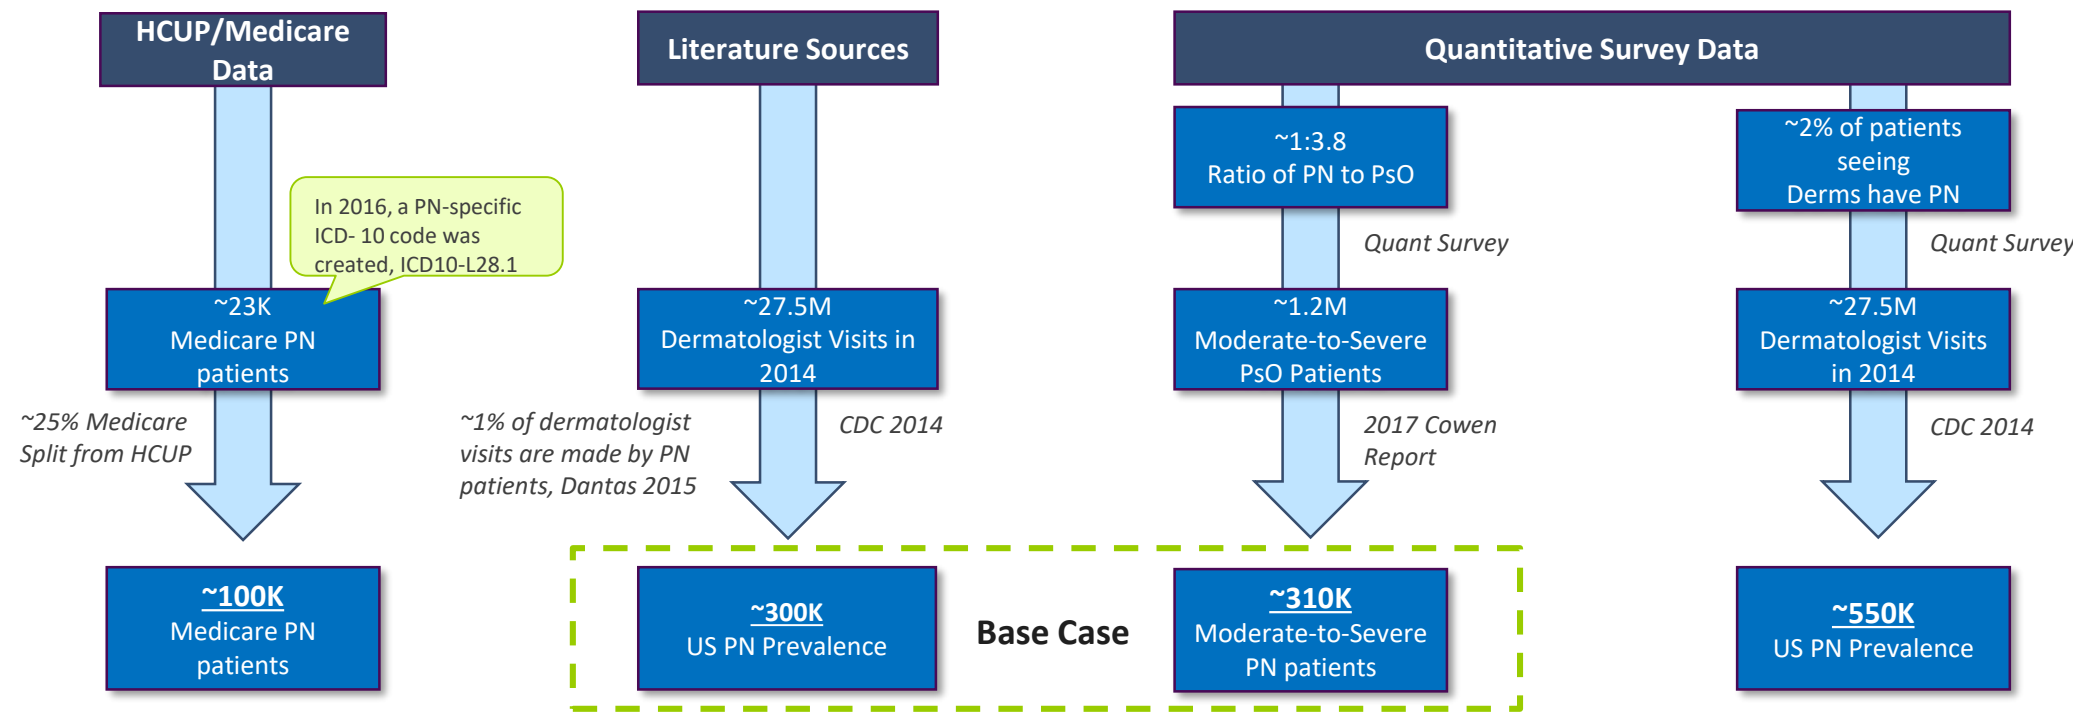 HCUP/Medicare
Data
In 2016, a PN-specific
ICD- 10 code was
created, ICD10-L28.1
~23K
Medicare PN
patients
~25% Medicare
Split from HCUP
~100K
Medicare PN
patients
Literature Sources
~27.5M
Dermatologist Visits in
2014
~1% of dermatologist
visits are made by PN
patients, Dantas 2015
CDC 2014
~300K
US PN Prevalence
Base Case
Quantitative Survey Data
~1:3.8
Ratio of PN to PsO
Quant Survey
~1.2M
Moderate-to-Severe
PsO Patients
2017 Cowen
Report
~310K
Moderate-to-Severe
PN patients
~2% of patients
seeing
Derms have PN
Quant Survey
~27.5M
Dermatologist Visits
in 2014
CDC 2014
~550K
US PN Prevalence